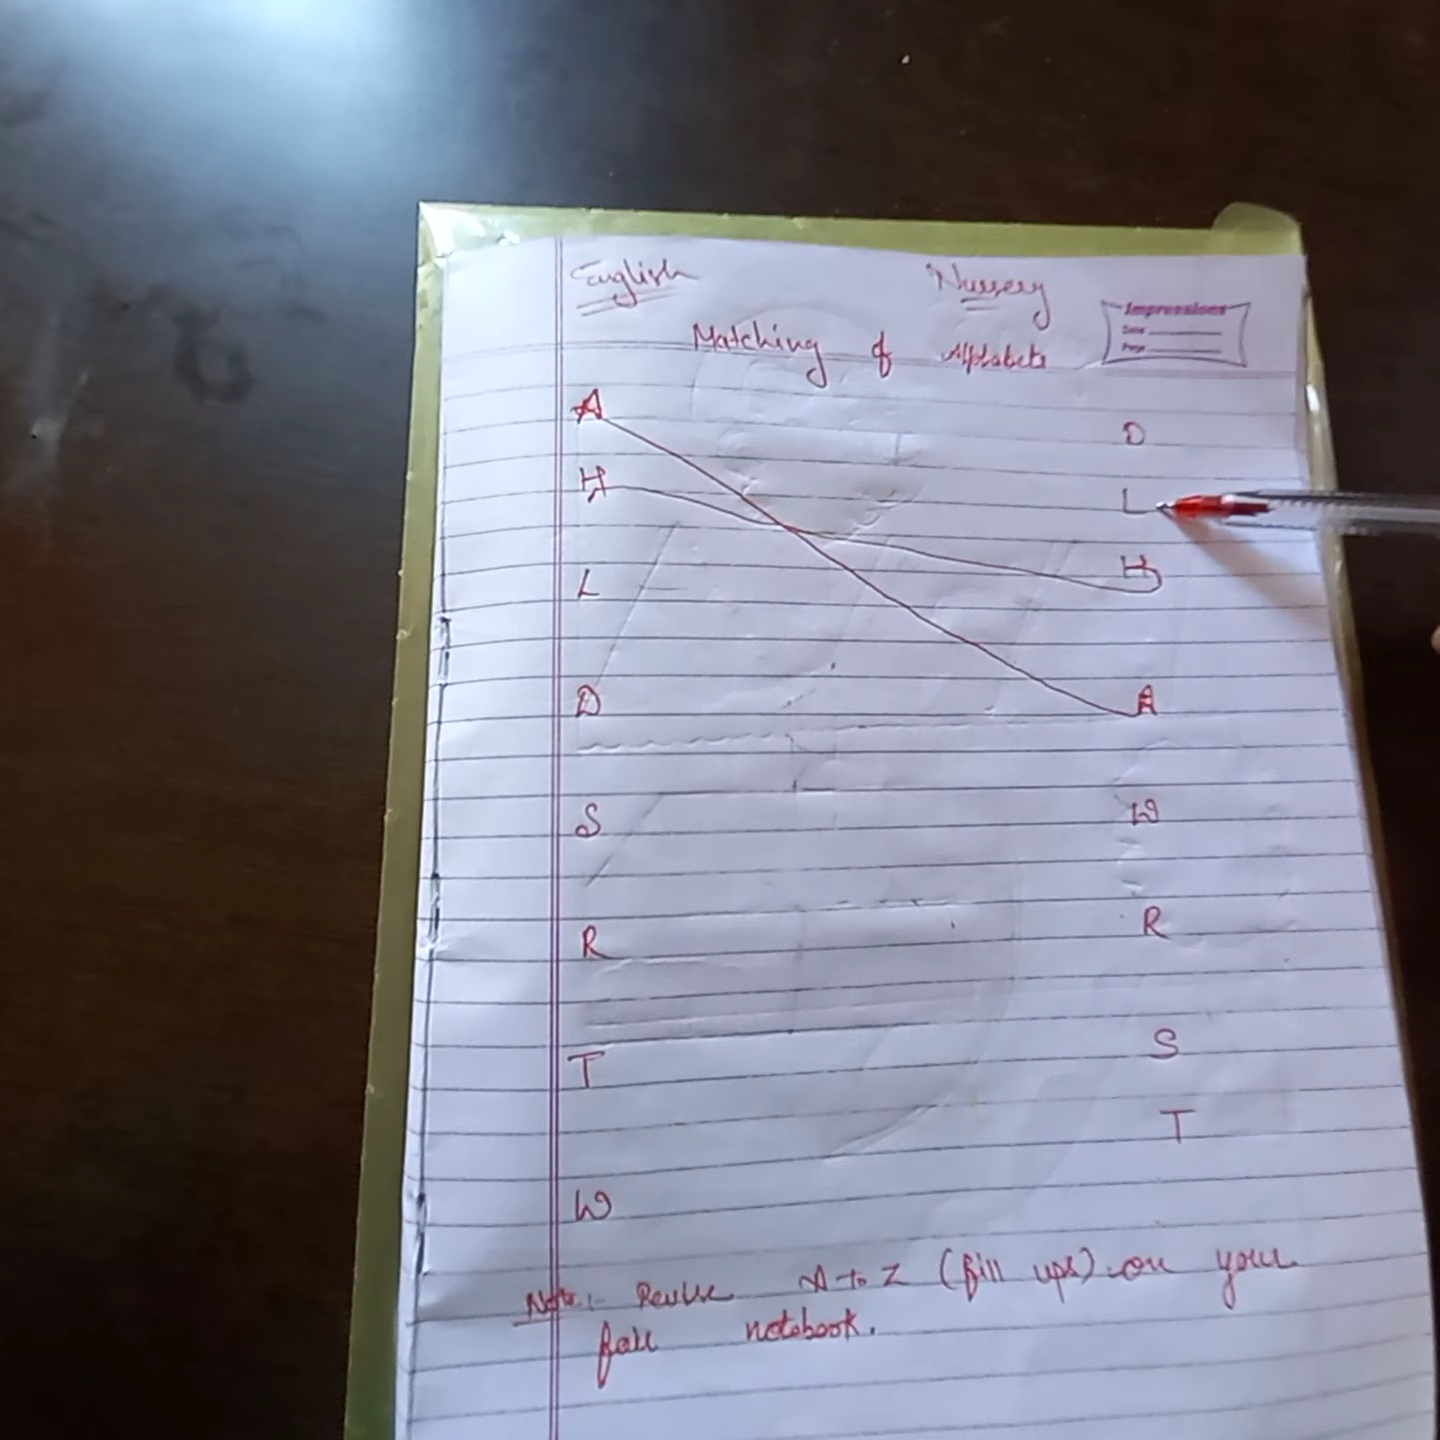 English Nursery
Impressions
Date
Page
Matching of Alphabets
A D
H L
L H
D A
S W
R R
T S
W T
Note:- Revise A to Z (fill ups) on your
fair notebook.